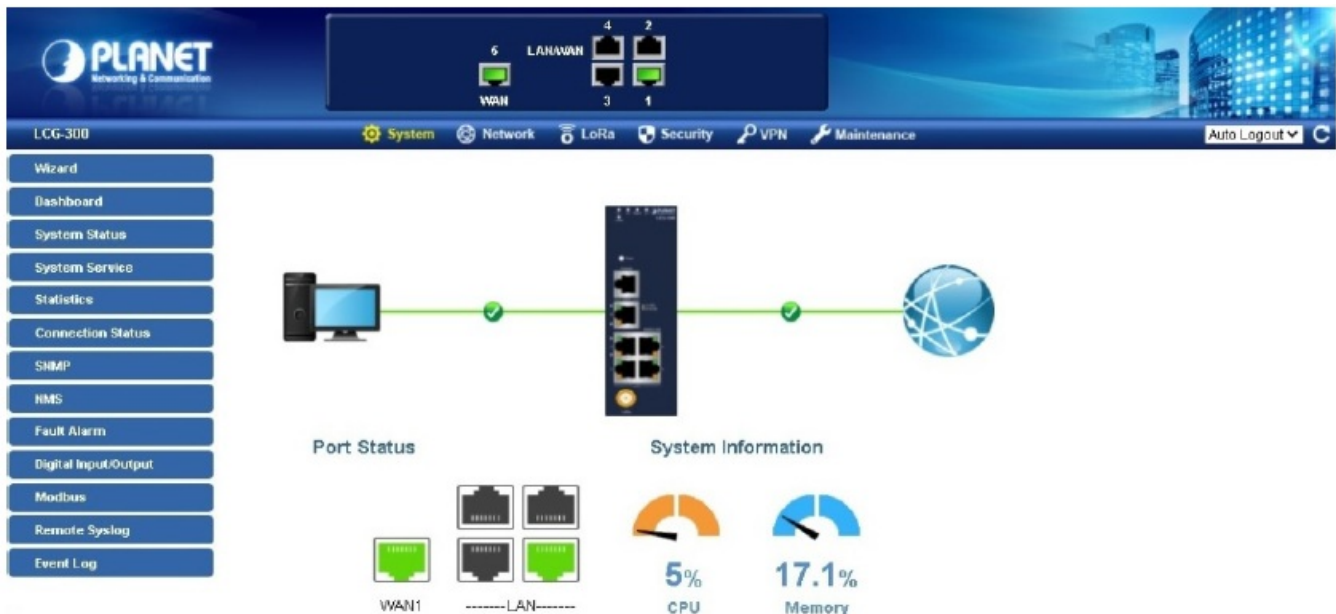 4 2
6 LAN/WAN
WAN 3 1
PLANET
Networking & Communication
LCG-300 System Network LoRa Security VPN Maintenance Auto Logout
Wizard
Dashboard
System Status
System Service
Statistics
Connection Status
SNMP
NMS
Fault Alarm
Digital Input/Output
Modbus
Remote Syslog
Event Log
PLANET
Port Status System Information
5% 17.1%
WAN1 -------LAN------- CPU Memory